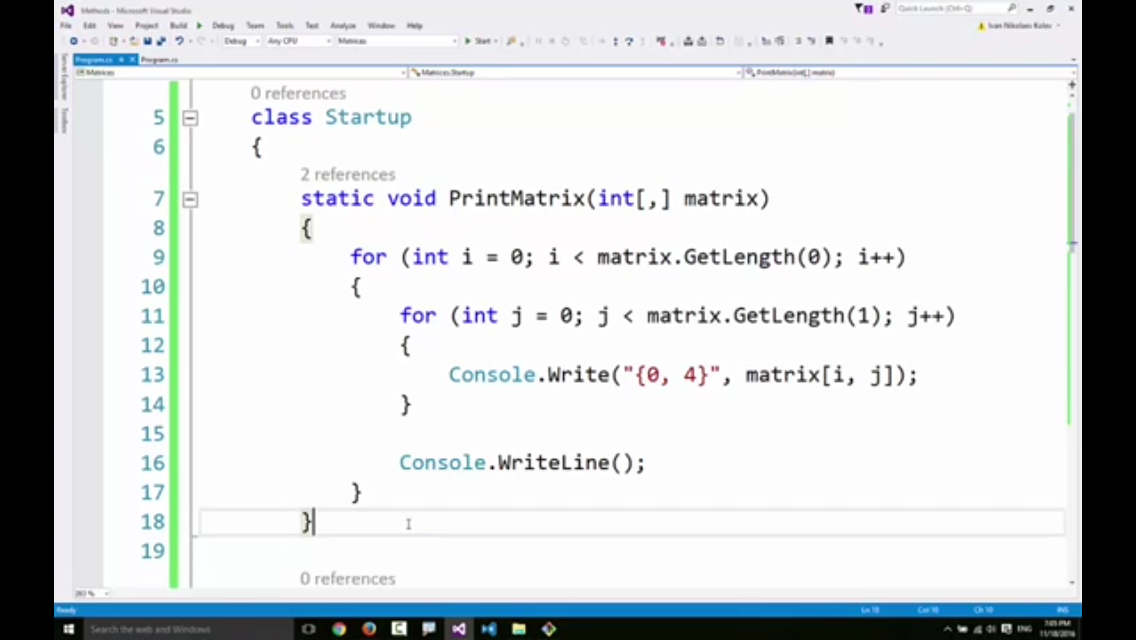 Methods - Microsoft Visual Studio
Quick Launch (Ctrl+Q)
File Edit View Project Build Debug Team Tools Test Analyze Window Help
Ivan Nikolaev Kolev
Debug Any CPU Matrices Start
Program.cs Program.cs
Matrices Matrices.Startup PrintMatrix(int[,] matrix)
Server Explorer
Toolbox
0 references
5 class Startup
6 {
2 references
7 static void PrintMatrix(int[,] matrix)
8 {
9 for (int i = 0; i < matrix.GetLength(0); i++)
10 {
11 for (int j = 0; j < matrix.GetLength(1); j++)
12 {
13 Console.Write("{0, 4}", matrix[i, j]);
14 }
15
16 Console.WriteLine();
17 }
18 }
19
0 references
Ready Ln 18 Col 10 Ch 10 INS
Search the web and Windows
ENG
7:05 PM